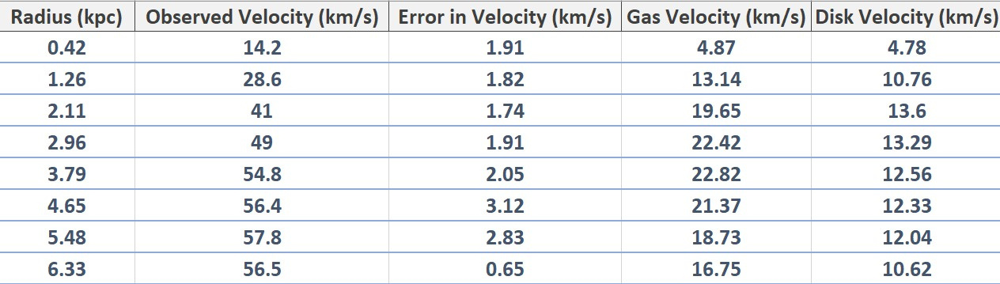 Radius (kpc) Observed Velocity (km/s) Error in Velocity (km/s) Gas Velocity (km/s) Disk Velocity (km/s)
0.42 14.2 1.91 4.87 4.78
1.26 28.6 1.82 13.14 10.76
2.11 41 1.74 19.65 13.6
2.96 49 1.91 22.42 13.29
3.79 54.8 2.05 22.82 12.56
4.65 56.4 3.12 21.37 12.33
5.48 57.8 2.83 18.73 12.04
6.33 56.5 0.65 16.75 10.62